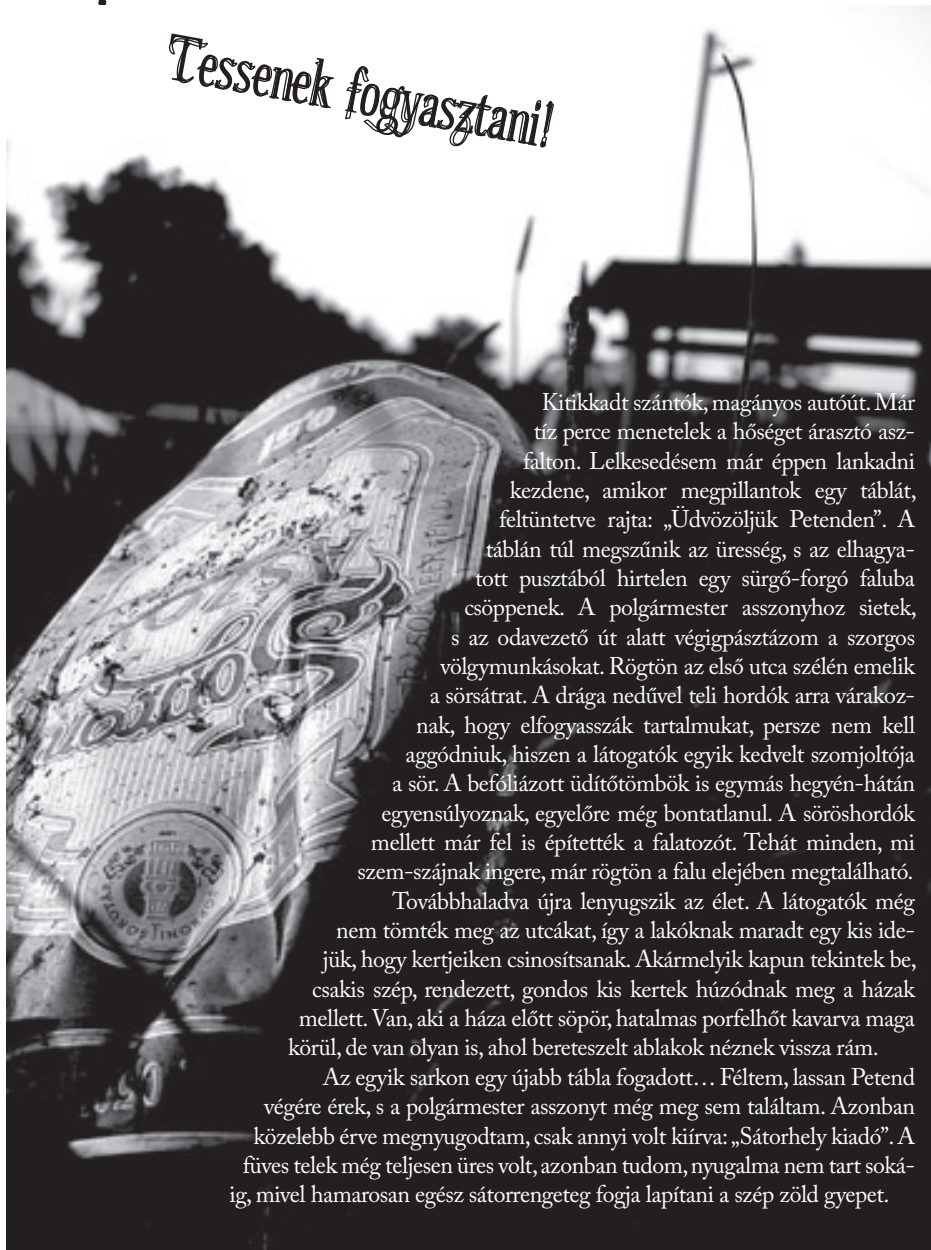 Tessenek fogyasztani!
Kitikkadt szántók, magányos autóút. Már
tíz perce menetelek a hőséget árasztó asz-
falton. Lelkesedésem már éppen lankadni
kezdene, amikor megpillantok egy táblát,
feltüntetve rajta: „Üdvözöljük Petenden”. A
táblán túl megszűnik az üresség, s az elhagya-
tott pusztából hirtelen egy sürgő-forgó faluba
csöppenek. A polgármester asszonyhoz sietek,
s az odavezető út alatt végigpásztázom a szorgos
völgymunkásokat. Rögtön az első utca szélén emelik
a sörsátrat. A drága nedűvel teli hordók arra várakoz-
nak, hogy elfogyasszák tartalmukat, persze nem kell
aggódniuk, hiszen a látogatók egyik kedvelt szomjoltója
a sör. A befóliázott üdítőtömbök is egymás hegyén-hátán
egyensúlyoznak, egyelőre még bontatlanul. A söröshordók
mellett már fel is építették a falatozót. Tehát minden, mi
szem-szájnak ingere, már rögtön a falu elejében megtalálható.
Továbbhaladva újra lenyugszik az élet. A látogatók még
nem tömték meg az utcákat, így a lakóknak maradt egy kis ide-
jük, hogy kertjeiken csinosítsanak. Akármelyik kapun tekintek be,
csakis szép, rendezett, gondos kis kertek húzódnak meg a házak
mellett. Van, aki a háza előtt söpör, hatalmas porfelhőt kavarva maga
körül, de van olyan is, ahol bereteszelt ablakok néznek vissza rám.
Az egyik sarkon egy újabb tábla fogadott… Féltem, lassan Petend
végére érek, s a polgármester asszonyt még meg sem találtam. Azonban
közelebb érve megnyugodtam, csak annyi volt kiírva: „Sátorhely kiadó”. A
füves telek még teljesen üres volt, azonban tudom, nyugalma nem tart soká-
ig, mivel hamarosan egész sátorrengeteg fogja lapítani a szép zöld gyepet.